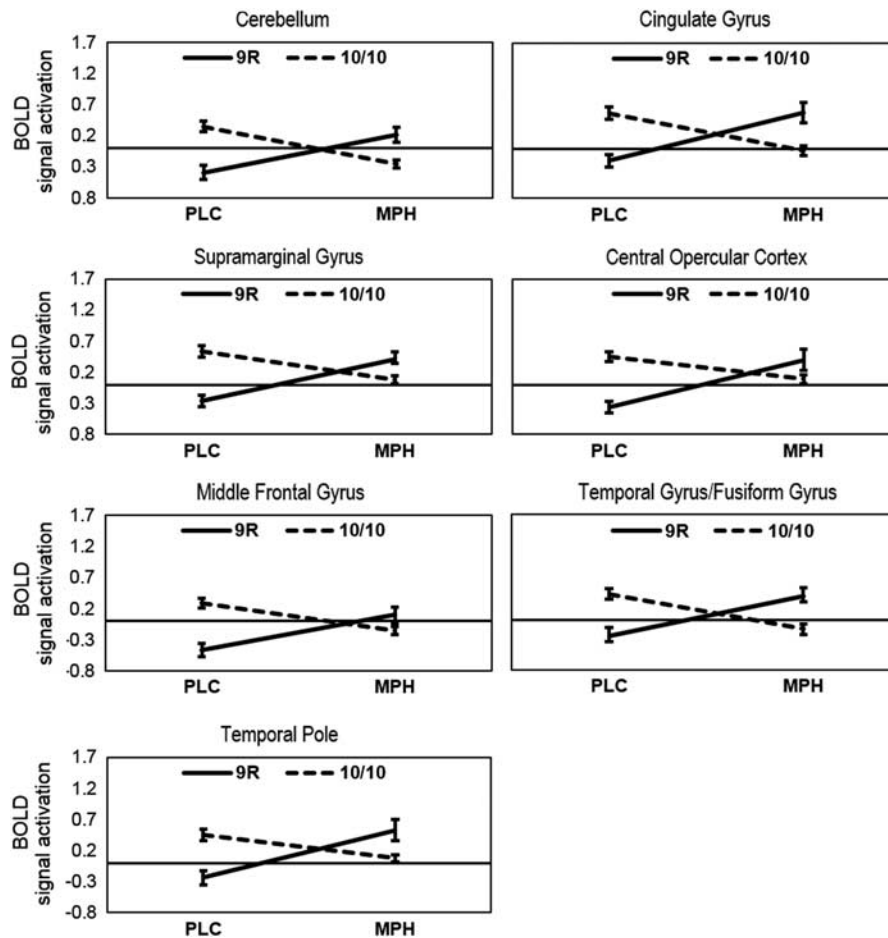 Cerebellum
Cingulate Gyrus
BOLD
signal activation
1.7
1.2
0.7
0.2
0.3
0.8
9R 10/10
9R 10/10
PLC MPH
PLC MPH
Supramarginal Gyrus
Central Opercular Cortex
BOLD
signal activation
1.7
1.2
0.7
0.2
0.3
0.8
9R 10/10
9R 10/10
PLC MPH
PLC MPH
Middle Frontal Gyrus
Temporal Gyrus/Fusiform Gyrus
BOLD
signal activation
1.7
1.2
0.7
0.2
-0.3
-0.8
9R 10/10
9R 10/10
PLC MPH
PLC MPH
Temporal Pole
BOLD
signal activation
1.7
1.2
0.7
0.2
-0.3
-0.8
9R 10/10
PLC MPH